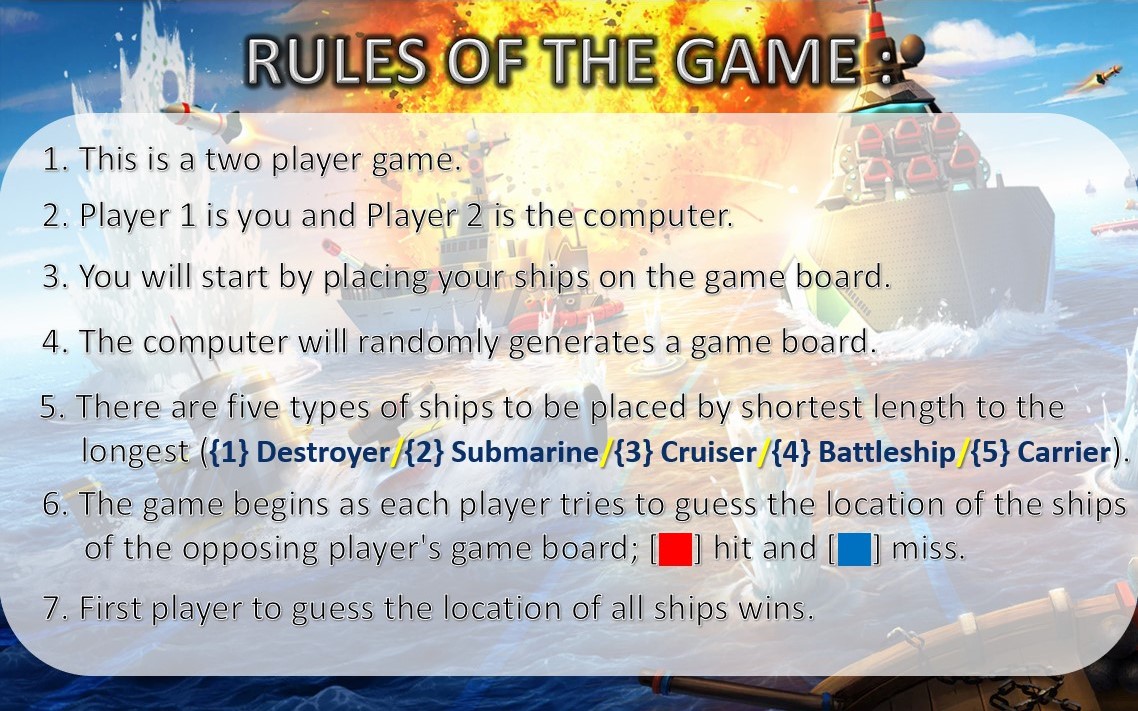 RULES OF THE GAME :
1. This is a two player game.
2. Player 1 is you and Player 2 is the computer.
3. You will start by placing your ships on the game board.
4. The computer will randomly generates a game board.
5. There are five types of ships to be placed by shortest length to the
longest ({1} Destroyer/{2} Submarine/{3} Cruiser/{4} Battleship/{5} Carrier).
6. The game begins as each player tries to guess the location of the ships
of the opposing player's game board; [ ] hit and [ ] miss.
7. First player to guess the location of all ships wins.